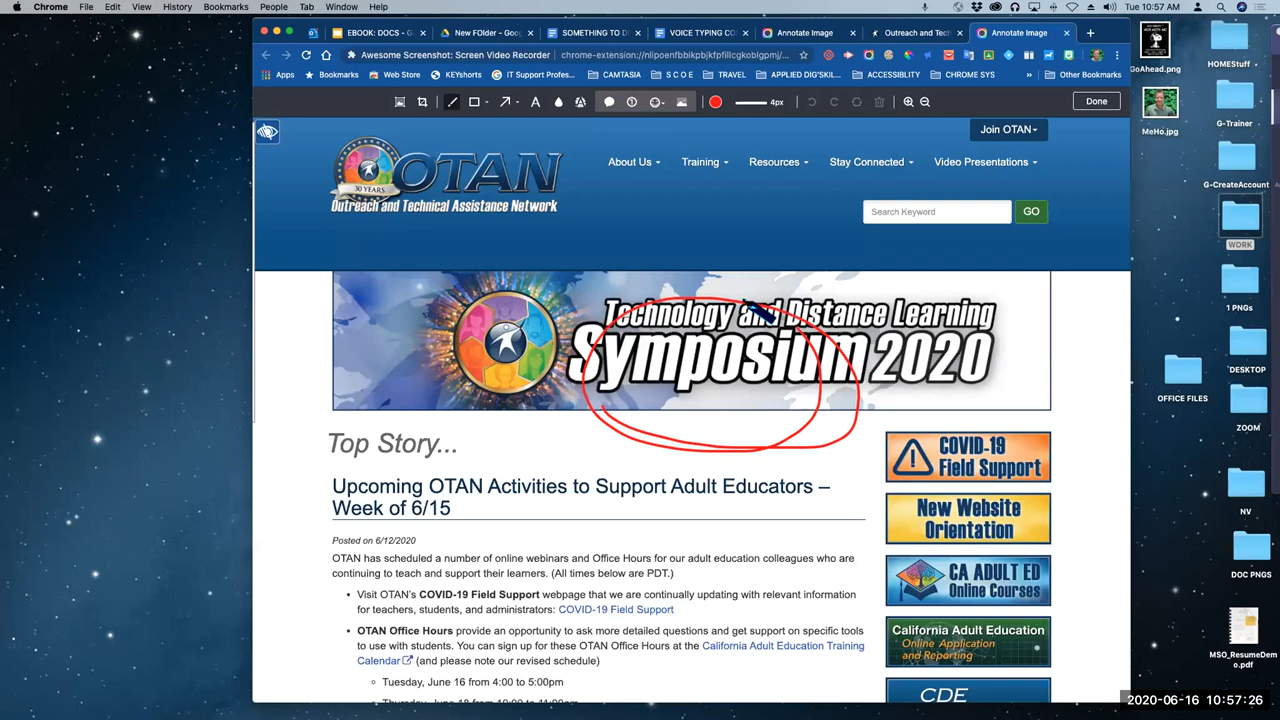 Chrome File Edit View History Bookmarks People Tab Window Help
Tue 10:57 AM
EBOOK: DOCS - G
New FOlder - Goog
SOMETHING TO D
VOICE TYPING CO
Annotate Image
Outreach and Tech
Annotate Image
Awesome Screenshot: Screen Video Recorder
chrome-extension://nlipoenfbbikpbjkfpfillcgkoblgpmj/...
Apps Bookmarks Web Store KEYshorts IT Support Profes... CAMTASIA S C O E TRAVEL APPLIED DIG'SKIL... ACCESSIBLITY CHROME SYS » Other Bookmarks
4px
Done
Join OTAN
30 YEARS
OTAN
Outreach and Technical Assistance Network
About Us Training Resources Stay Connected Video Presentations
Search Keyword
GO
Technology and Distance Learning
Symposium 2020
Top Story...
Upcoming OTAN Activities to Support Adult Educators –
Week of 6/15
Posted on 6/12/2020
OTAN has scheduled a number of online webinars and Office Hours for our adult education colleagues who are
continuing to teach and support their learners. (All times below are PDT.)
• Visit OTAN's COVID-19 Field Support webpage that we are continually updating with relevant information
for teachers, students, and administrators: COVID-19 Field Support
• OTAN Office Hours provide an opportunity to ask more detailed questions and get support on specific tools
to use with students. You can sign up for these OTAN Office Hours at the California Adult Education Training
Calendar (and please note our revised schedule)
Tuesday, June 16 from 4:00 to 5:00pm
COVID-19
Field Support
New Website
Orientation
CA ADULT ED
Online Courses
California Adult Education
Online Application
and Reporting
CDE
GoAhead.png
MeHo.jpg
HOMEStuff
G-Trainer
G-CreateAccount
WORK
1 PNGs
DESKTOP
OFFICE FILES
ZOOM
NV
DOC PNGS
MSO_ResumeDem
o.pdf
2020-06-16 10:57:26